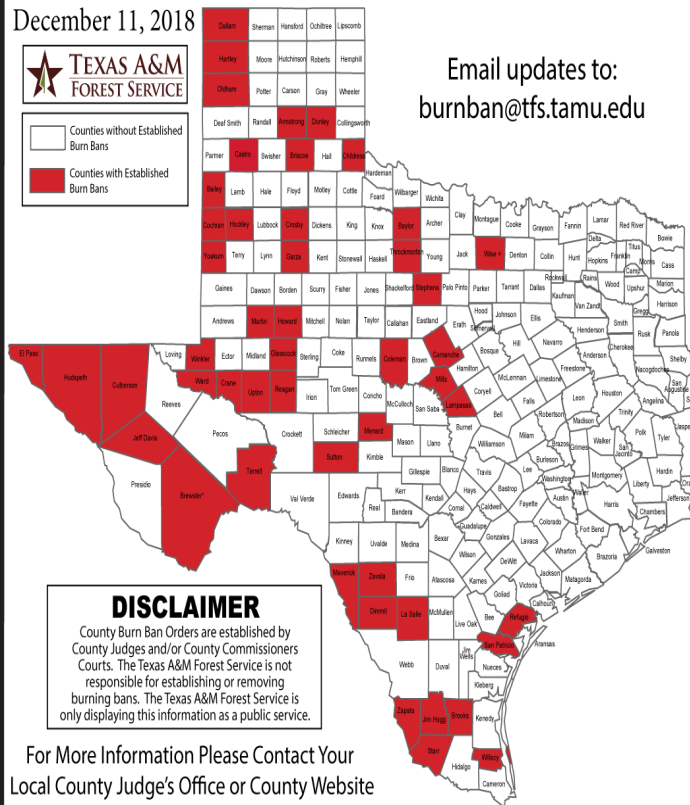 December 11, 2018
TEXAS A&M
FOREST SERVICE
Counties without Established
Burn Bans
Counties with Established
Burn Bans
Email updates to:
burnban@tfs.tamu.edu
Dallam Sherman Hansford Ochiltree Lipscomb
Hartley Moore Hutchinson Roberts Hemphill
Oldham Potter Carson Gray Wheeler
Deaf Smith Randall Armstrong Donley Collingsworth
Parmer Castro Swisher Briscoe Hall Childress
Hardeman
Bailey Lamb Hale Floyd Motley Cottle Foard Wilbarger Wichita
Cochran Hockley Lubbock Crosby Dickens King Knox Baylor Archer Clay Montague Cooke Grayson Fannin Lamar Red River Bowie
Delta Titus Morris Cass
Yoakum Terry Lynn Garza Kent Stonewall Haskell Throckmorton Young Jack Wise + Denton Collin Hunt Hopkins Franklin
Camp
Rockwall Rains Wood Upshur Marion
Gaines Dawson Borden Scurry Fisher Jones Shackelford Stephens Palo Pinto Parker Tarrant Dallas Kaufman Van Zandt Harrison
Gregg
Andrews Martin Howard Mitchell Nolan Taylor Callahan Eastland Erath Hood Somervell Johnson Ellis Henderson Smith Rusk Panola
El Paso Hudspeth Culberson Loving Winkler Ector Midland Glasscock Sterling Coke Runnels Coleman Brown Comanche Bosque Hill Navarro Anderson Cherokee Nacogdoches Shelby
Hamilton Freestone
Ward Crane Upton Reagan Irion Tom Green Concho McCulloch San Saba Mills Lampasas Coryell McLennan Limestone Leon Houston Angelina San
Augustine
Reeves Pecos Crockett Schleicher Menard Mason Llano Burnet Bell Falls Robertson Madison Trinity
Jeff Davis Sutton Kimble Williamson Milam Brazos Grimes Walker San
Jacinto Polk Tyler Jaspe
Presidio Brewster* Terrell Val Verde Edwards Gillespie Blanco Travis Lee Burleson Washington Montgomery Liberty Hardin Ora
Real Kerr Bandera Kendall Hays Comal Caldwell Bastrop Fayette Austin Waller Harris Chambers Jefferson
Kinney Uvalde Medina Bexar Guadalupe Gonzales Lavaca Colorado Fort Bend Galveston
Wilson DeWitt Wharton Brazoria
Maverick Zavala Frio Atascosa Karnes Victoria Jackson Matagorda
Goliad Calhoun
Dimmit La Salle McMullen Live Oak Bee Refugio Aransas
San Patricio
Webb Duval Jim
Wells Nueces
Kleberg
Zapata Jim Hogg Brooks Kenedy
Starr Hidalgo Willacy
Cameron
DISCLAIMER
County Burn Ban Orders are established by
County Judges and/or County Commissioners
Courts. The Texas A&M Forest Service is not
responsible for establishing or removing
burning bans. The Texas A&M Forest Service is
only displaying this information as a public service.
For More Information Please Contact Your
Local County Judge's Office or County Website